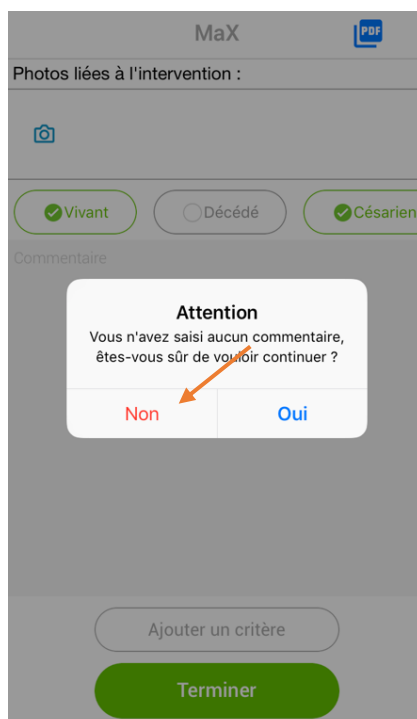 MaX
PDF
Photos liées à l'intervention :
Vivant
Décédé
Césarien
Commentaire
Attention
Vous n'avez saisi aucun commentaire,
êtes-vous sûr de vouloir continuer ?
Non
Oui
Ajouter un critère
Terminer